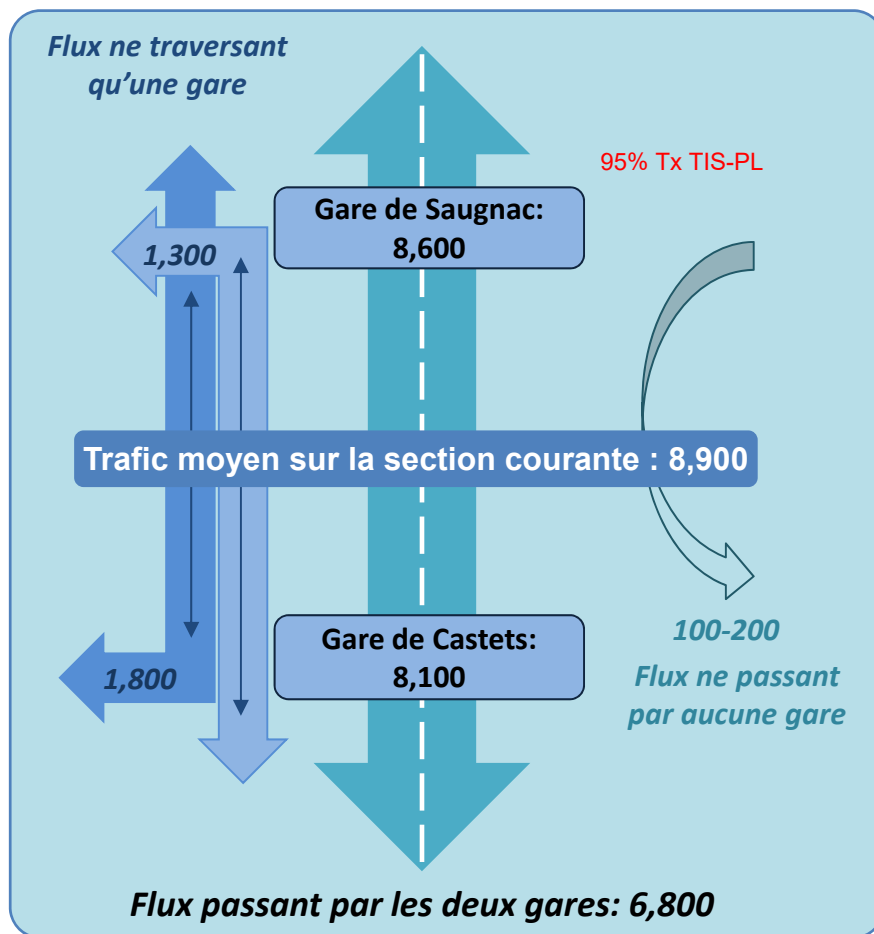 Flux ne traversant
qu’une gare
95% Tx TIS-PL
Gare de Saugnac:
8,600
1,300
Trafic moyen sur la section courante : 8,900
Gare de Castets:
8,100
1,800
100-200
Flux ne passant
par aucune gare
Flux passant par les deux gares: 6,800